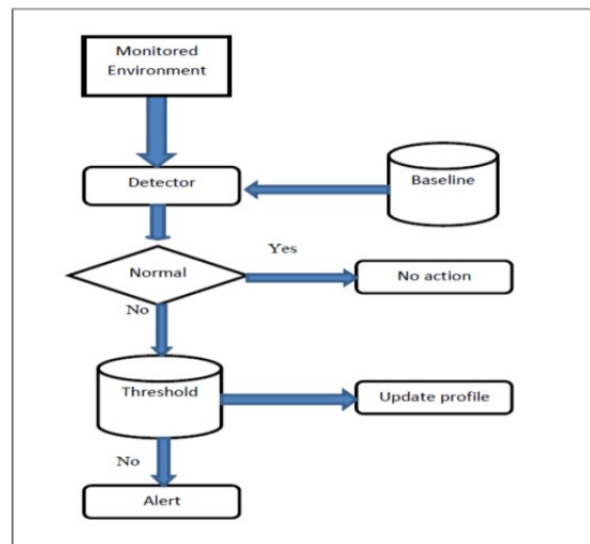 Monitored
Environment
Detector
Baseline
Yes
Normal
No action
No
Threshold
Update profile
No
Alert